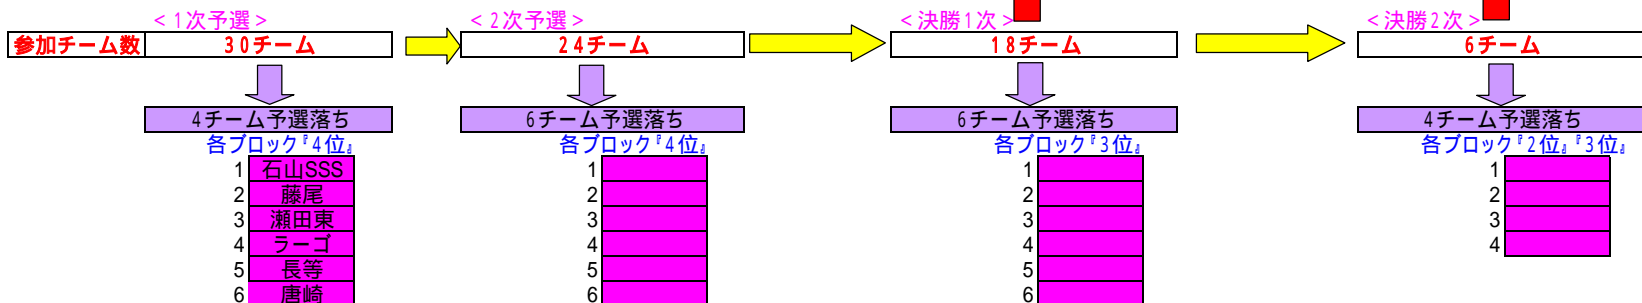 ＜1次予選＞ ＜2次予選＞ ＜決勝1次＞ ＜決勝2次＞
参加チーム数 30チーム 24チーム 18チーム 6チーム
4チーム予選落ち 6チーム予選落ち 6チーム予選落ち 4チーム予選落ち
各ブロック『4位』 各ブロック『4位』 各ブロック『3位』 各ブロック『2位』『3位』
1 石山SSS 1 1 1
2 藤尾 2 2 2
3 瀬田東 3 3 3
4 ラーゴ 4 4 4
5 長等 5 5
6 唐崎 6 6